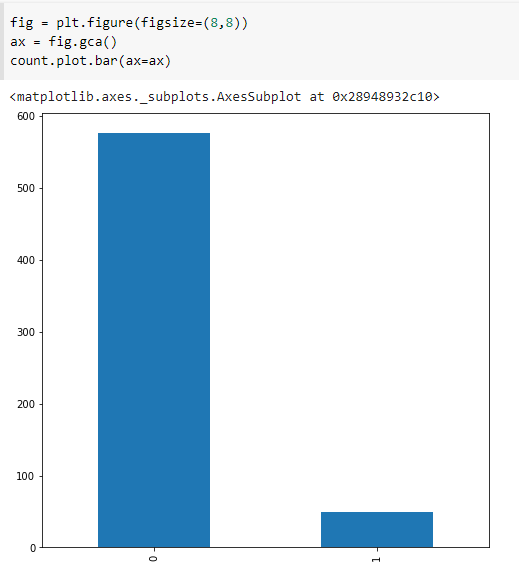 fig = plt.figure(figsize=(8,8))
ax = fig.gca()
count.plot.bar(ax=ax)
<matplotlib.axes._subplots.AxesSubplot at 0x28948932c10>
600
500
400
300
200
100
0
0
1